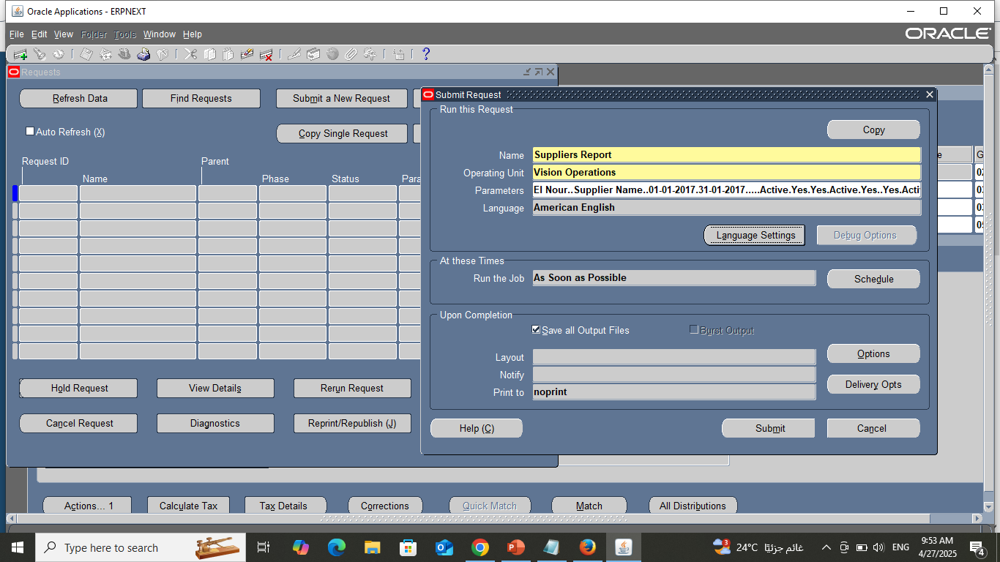 Oracle Applications - ERPNEXT
File Edit View Folder Tools Window Help
ORACLE
Requests
Refresh Data Find Requests Submit a New Request
Auto Refresh (X)
Copy Single Request
Request ID Parent
Name Phase Status Para
Hold Request View Details Rerun Request
Cancel Request Diagnostics Reprint/Republish (J)
Submit Request
Run this Request
Copy
Name Suppliers Report
Operating Unit Vision Operations
Parameters El Nour..Supplier Name..01-01-2017.31-01-2017.....Active.Yes.Yes.Active.Yes..Yes.Acti
Language American English
Language Settings Debug Options
At these Times
Run the Job As Soon as Possible Schedule
Upon Completion
Save all Output Files Burst Output
Layout Options
Notify
Print to noprint Delivery Opts
Help (C) Submit Cancel
Actions... 1 Calculate Tax Tax Details Corrections Quick Match Match All Distributions
Type here to search
3 24°C غائم جزئيًا ENG 9:53 AM
4/27/2025 4